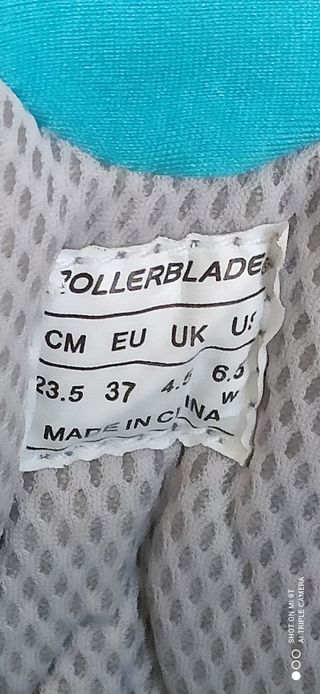 ROLLERBLADE
CM EU UK US
23.5 37 4.5 6.5
W
MADE IN CHINA
SHOT ON MI 9T
AI TRIPLE CAMERA